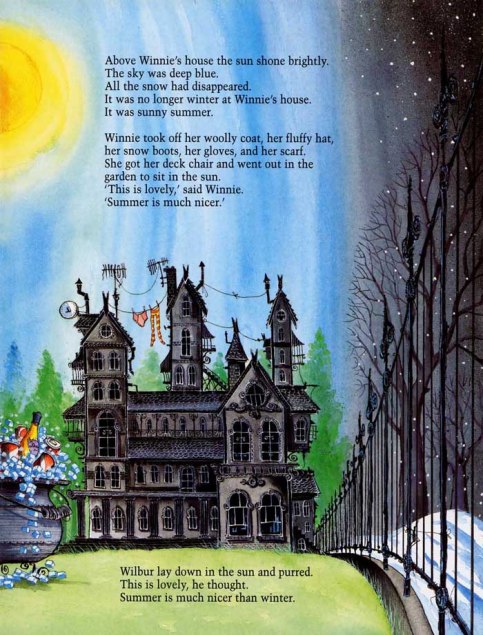 Above Winnie's house the sun shone brightly.
The sky was deep blue.
All the snow had disappeared.
It was no longer winter at Winnie's house.
It was sunny summer.
Winnie took off her woolly coat, her fluffy hat,
her snow boots, her gloves, and her scarf.
She got her deck chair and went out in the
garden to sit in the sun.
‘This is lovely,’ said Winnie.
‘Summer is much nicer.’
Wilbur lay down in the sun and purred.
This is lovely, he thought.
Summer is much nicer than winter.